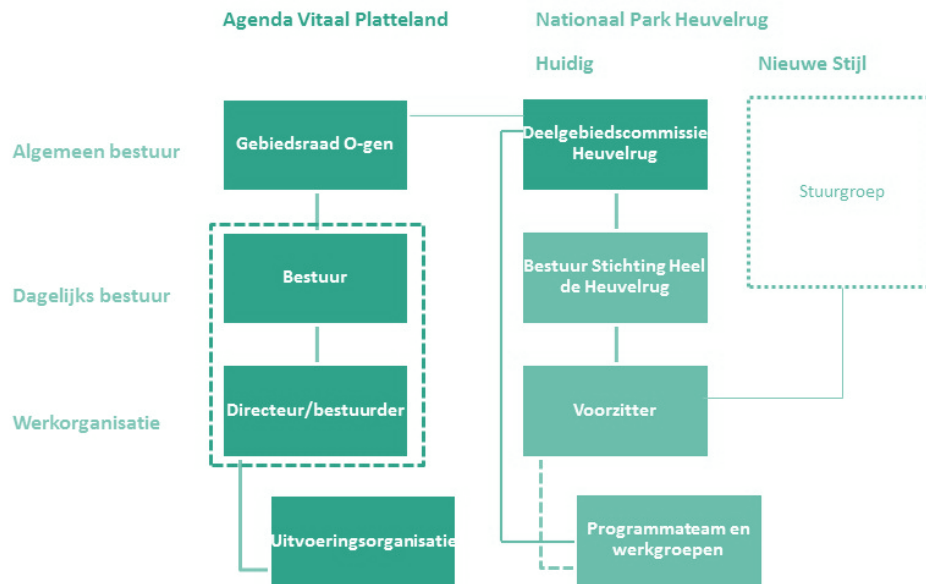 Agenda Vitaal Platteland
Nationaal Park Heuvelrug
Huidig
Nieuwe Stijl
Algemeen bestuur
Gebiedsraad O-gen
Deelgebiedscommissie
Heuvelrug
Stuurgroep
Dagelijks bestuur
Bestuur
Bestuur Stichting Heel
de Heuvelrug
Werkorganisatie
Directeur/bestuurder
Voorzitter
Uitvoeringsorganisatie
Programmateam en
werkgroepen